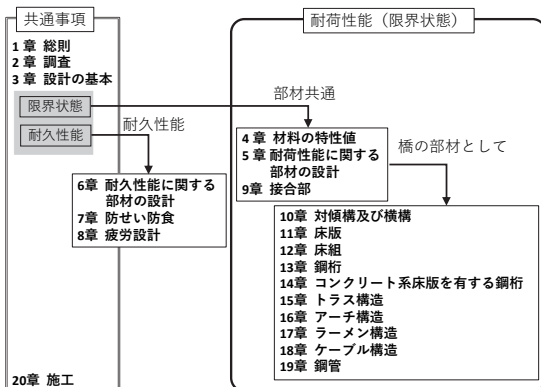 共通事項
1 章 総則
2 章 調査
3 章 設計の基本
限界状態
耐久性能
耐久性能
6章 耐久性能に関する
部材の設計
7章 防せい防食
8章 疲労設計
20章 施工
耐荷性能（限界状態）
部材共通
4 章 材料の特性値
5 章 耐荷性能に関する
部材の設計
9章 接合部
橋の部材として
10章 対傾構及び横構
11章 床版
12章 床組
13章 鋼桁
14章 コンクリート系床版を有する鋼桁
15章 トラス構造
16章 アーチ構造
17章 ラーメン構造
18章 ケーブル構造
19章 鋼管